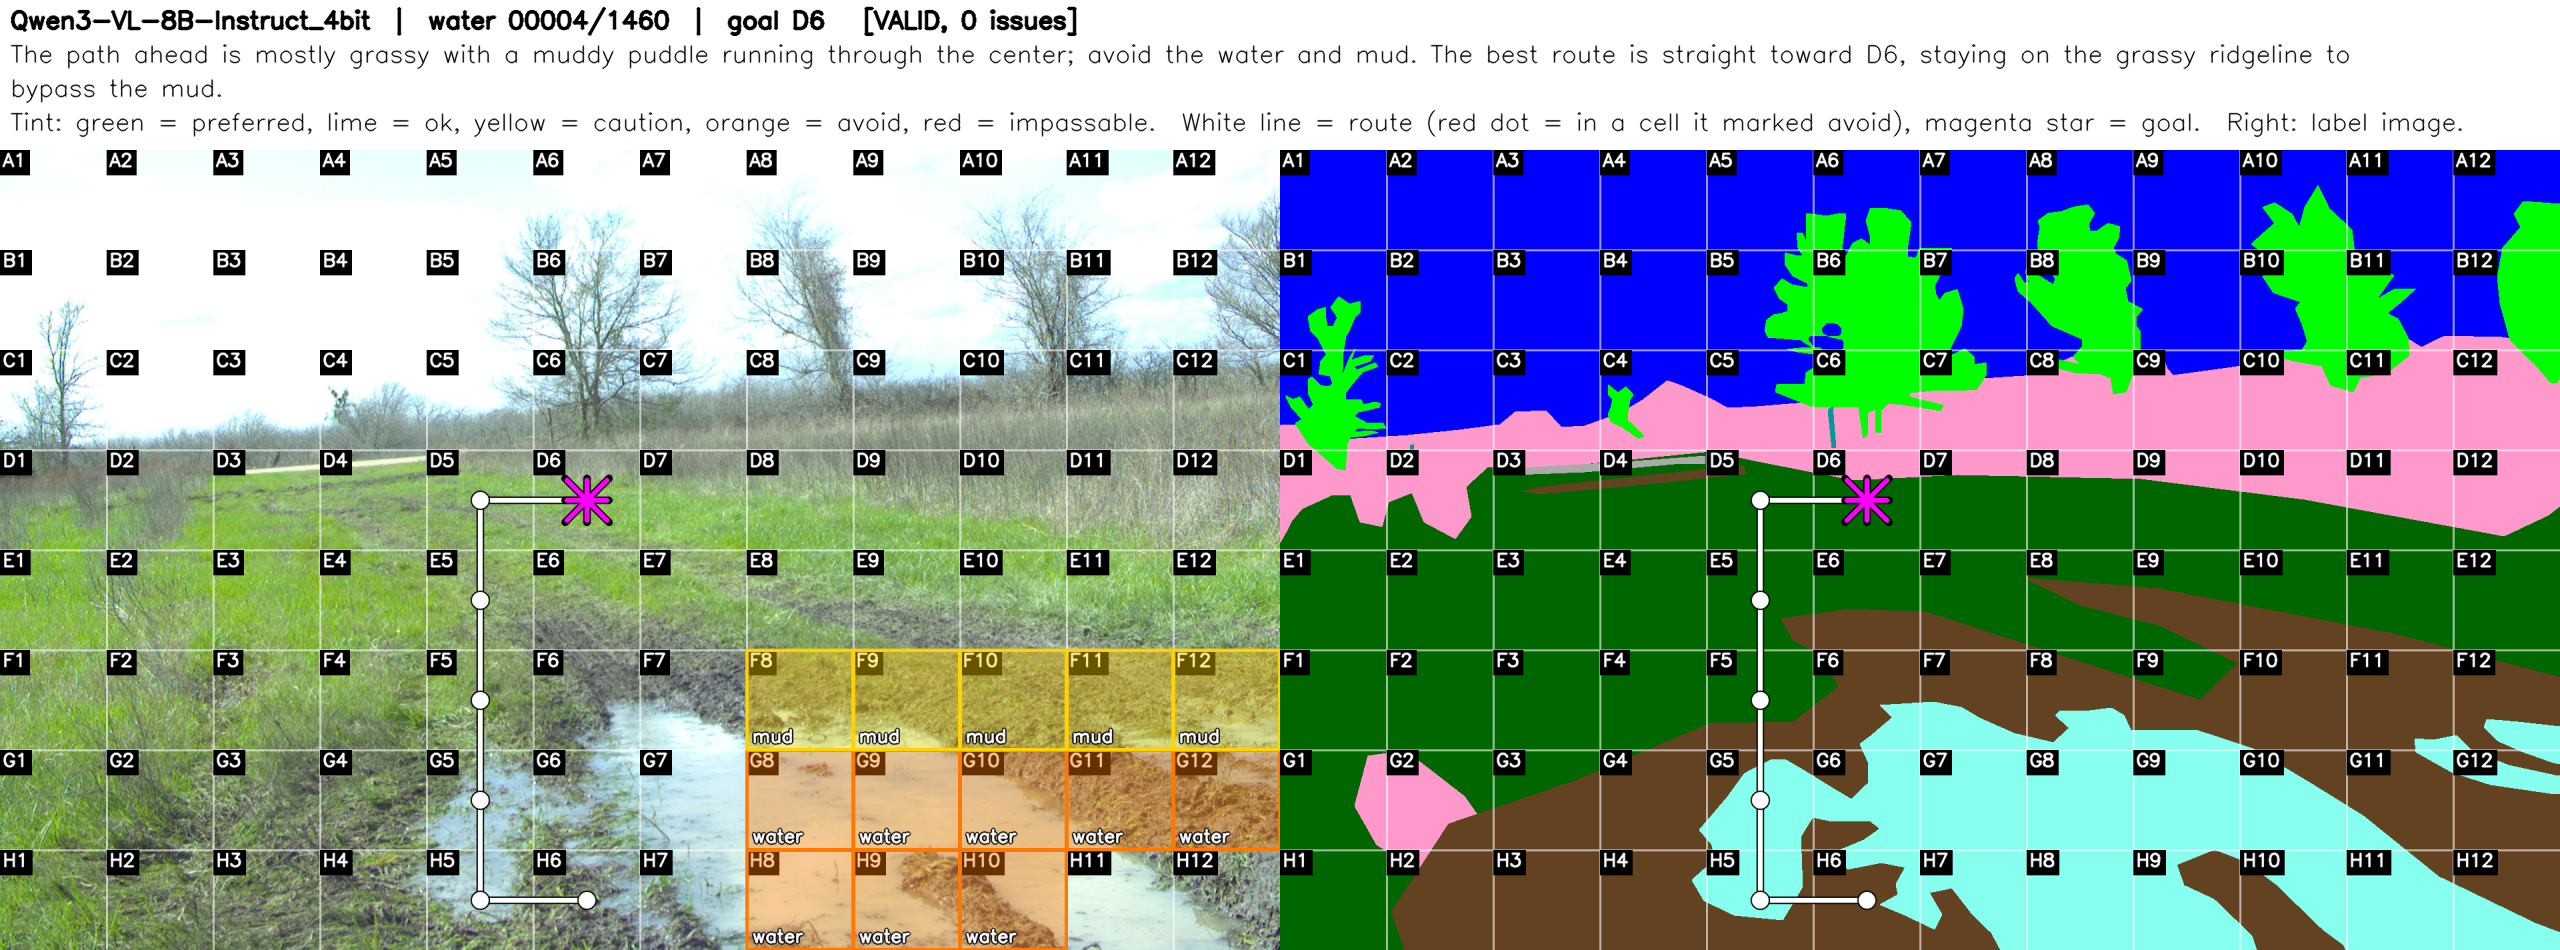 Qwen3-VL-8B-Instruct_4bit | water 00004/1460 | goal D6 [VALID, 0 issues]
The path ahead is mostly grassy with a muddy puddle running through the center; avoid the water and mud. The best route is straight toward D6, staying on the grassy ridgeline to
bypass the mud.
Tint: green = preferred, lime = ok, yellow = caution, orange = avoid, red = impassable. White line = route (red dot = in a cell it marked avoid), magenta star = goal. Right: label image.
A1 A2 A3 A4 A5 A6 A7 A8 A9 A10 A11 A12 A1 A2 A3 A4 A5 A6 A7 A8 A9 A10 A11 A12
B1 B2 B3 B4 B5 B6 B7 B8 B9 B10 B11 B12 B1 B2 B3 B4 B5 B6 B7 B8 B9 B10 B11 B12
C1 C2 C3 C4 C5 C6 C7 C8 C9 C10 C11 C12 C1 C2 C3 C4 C5 C6 C7 C8 C9 C10 C11 C12
D1 D2 D3 D4 D5 D6 D7 D8 D9 D10 D11 D12 D1 D2 D3 D4 D5 D6 D7 D8 D9 D10 D11 D12
E1 E2 E3 E4 E5 E6 E7 E8 E9 E10 E11 E12 E1 E2 E3 E4 E5 E6 E7 E8 E9 E10 E11 E12
F1 F2 F3 F4 F5 F6 F7 F8 F9 F10 F11 F12 F1 F2 F3 F4 F5 F6 F7 F8 F9 F10 F11 F12
mud mud mud mud mud
G1 G2 G3 G4 G5 G6 G7 G8 G9 G10 G11 G12 G1 G2 G3 G4 G5 G6 G7 G8 G9 G10 G11 G12
water water water water water
H1 H2 H3 H4 H5 H6 H7 H8 H9 H10 H11 H12 H1 H2 H3 H4 H5 H6 H7 H8 H9 H10 H11 H12
water water water